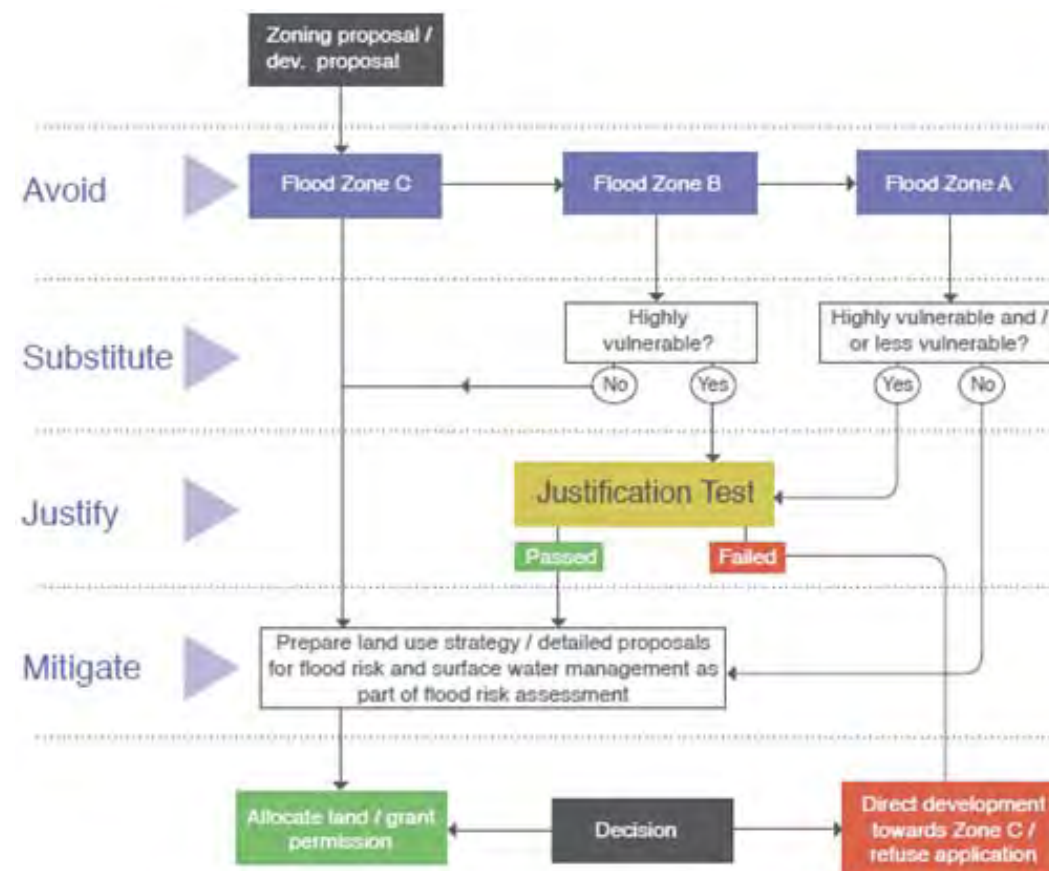 Zoning proposal /
dev. proposal
Avoid
Flood Zone C
Flood Zone B
Flood Zone A
Substitute
Highly
vulnerable?
Highly vulnerable and /
or less vulnerable?
No
Yes
Yes
No
Justify
Justification Test
Passed
Failed
Mitigate
Prepare land use strategy / detailed proposals
for flood risk and surface water management as
part of flood risk assessment
Allocate land / grant
permission
Decision
Direct development
towards Zone C /
refuse application